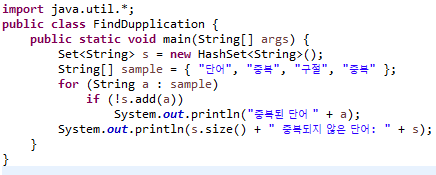 import java.util.*;
public class FindDupplication {
    public static void main(String[] args) {
        Set<String> s = new HashSet<String>();
        String[] sample = { "단어", "중복", "구절", "중복" };
        for (String a : sample)
            if (!s.add(a))
                System.out.println("중복된 단어 " + a);
        System.out.println(s.size() + " 중복되지 않은 단어: " + s);
    }
}